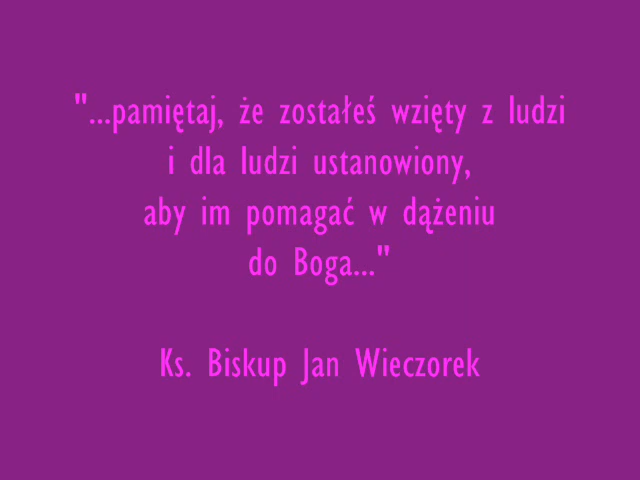 "...pamiętaj, że zostałeś wzięty z ludzi
i dla ludzi ustanowiony,
aby im pomagać w dążeniu
do Boga..."
Ks. Biskup Jan Wieczorek